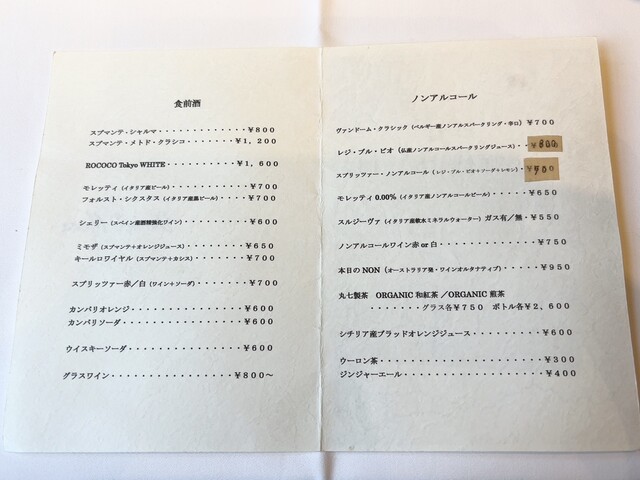 食前酒
スプマンテ・シャルマ・・・・・・・・・・・・・¥800
スプマンテ・メトド・クラシコ・・・・・・・¥1,200
ROCOCO Tokyo WHITE・・・・・・・・・・¥1,600
モレッティ(イタリア産ビール)・・・・・・・・¥700
フォルスト・シクスタス(イタリア産黒ビール)・・・¥700
シェリー(スペイン産酒精強化ワイン)・・・・・・¥600
ミモザ(スプマンテ+オレンジジュース)・・・・・¥650
キールロワイヤル(スプマンテ+カシス)・・・・・¥700
スプリッツァー赤/白(ワイン+ソーダ)・・・・・¥700
カンパリオレンジ・・・・・・・・・・・・・・¥600
カンパリソーダ・・・・・・・・・・・・・・・¥600
ウイスキーソーダ・・・・・・・・・・・・・・¥600
グラスワイン・・・・・・・・・・・・・・・・¥800~
ノンアルコール
ヴァンドーム・クラシック(ベルギー産ノンアルスパークリング・辛口)¥700
レジ・ブル・ビオ(仏産ノンアルコールスパークリングジュース)・・¥800
スプリッツァー・ノンアルコール(レジ・ブル・ビオ+ソーダ+レモン)
モレッティ 0.00%(イタリア産ノンアルコールビール)・・・・¥650
スルジーヴァ(イタリア産軟水ミネラルウォーター)ガス有/無・¥550
ノンアルコールワイン赤 or 白・・・・・・・・・・・¥750
本日の NON(オーストラリア発・ワインオルタナティブ)・・・・¥950
丸七製茶 ORGANIC 和紅茶/ORGANIC 煎茶
・・・・・・・グラス各¥750 ボトル各¥2,600
シチリア産ブラッドオレンジジュース・・・・・・・¥600
ウーロン茶・・・・・・・・・・・・・・・・・・・¥300
ジンジャーエール・・・・・・・・・・・・・・・・¥400